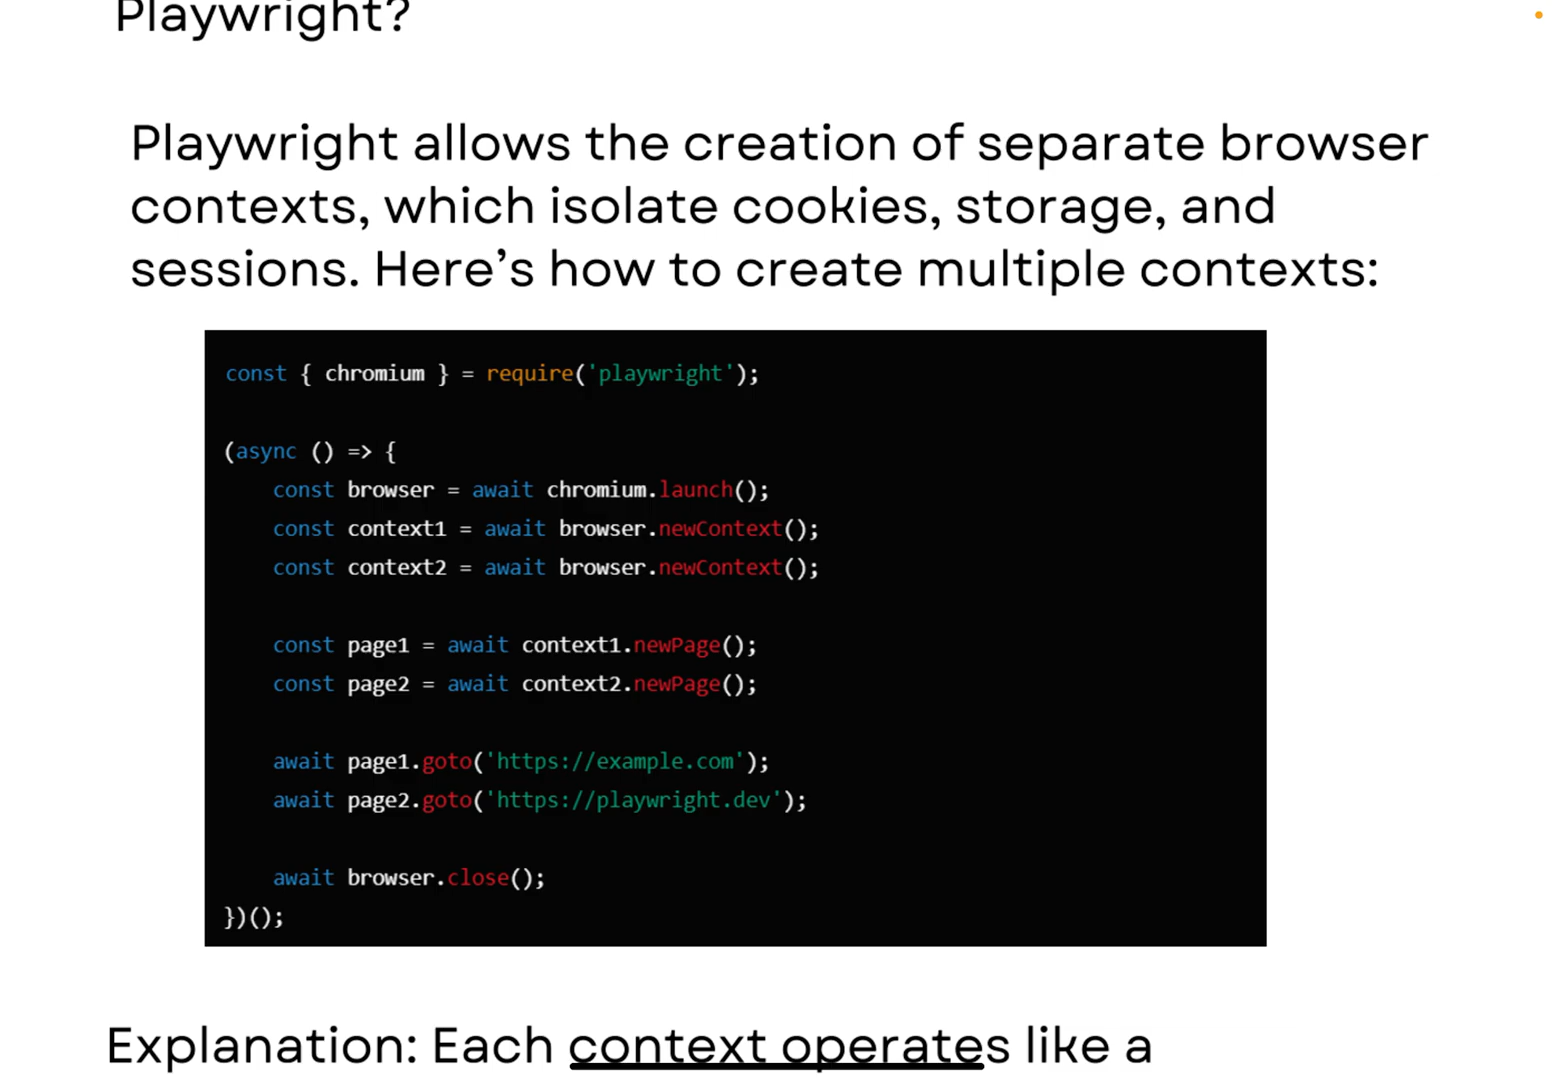 Playwright?
Playwright allows the creation of separate browser
contexts, which isolate cookies, storage, and
sessions. Here’s how to create multiple contexts:
const { chromium } = require('playwright');
(async () => {
    const browser = await chromium.launch();
    const context1 = await browser.newContext();
    const context2 = await browser.newContext();
    const page1 = await context1.newPage();
    const page2 = await context2.newPage();
    await page1.goto('https://example.com');
    await page2.goto('https://playwright.dev');
    await browser.close();
})();
Explanation: Each context operates like a